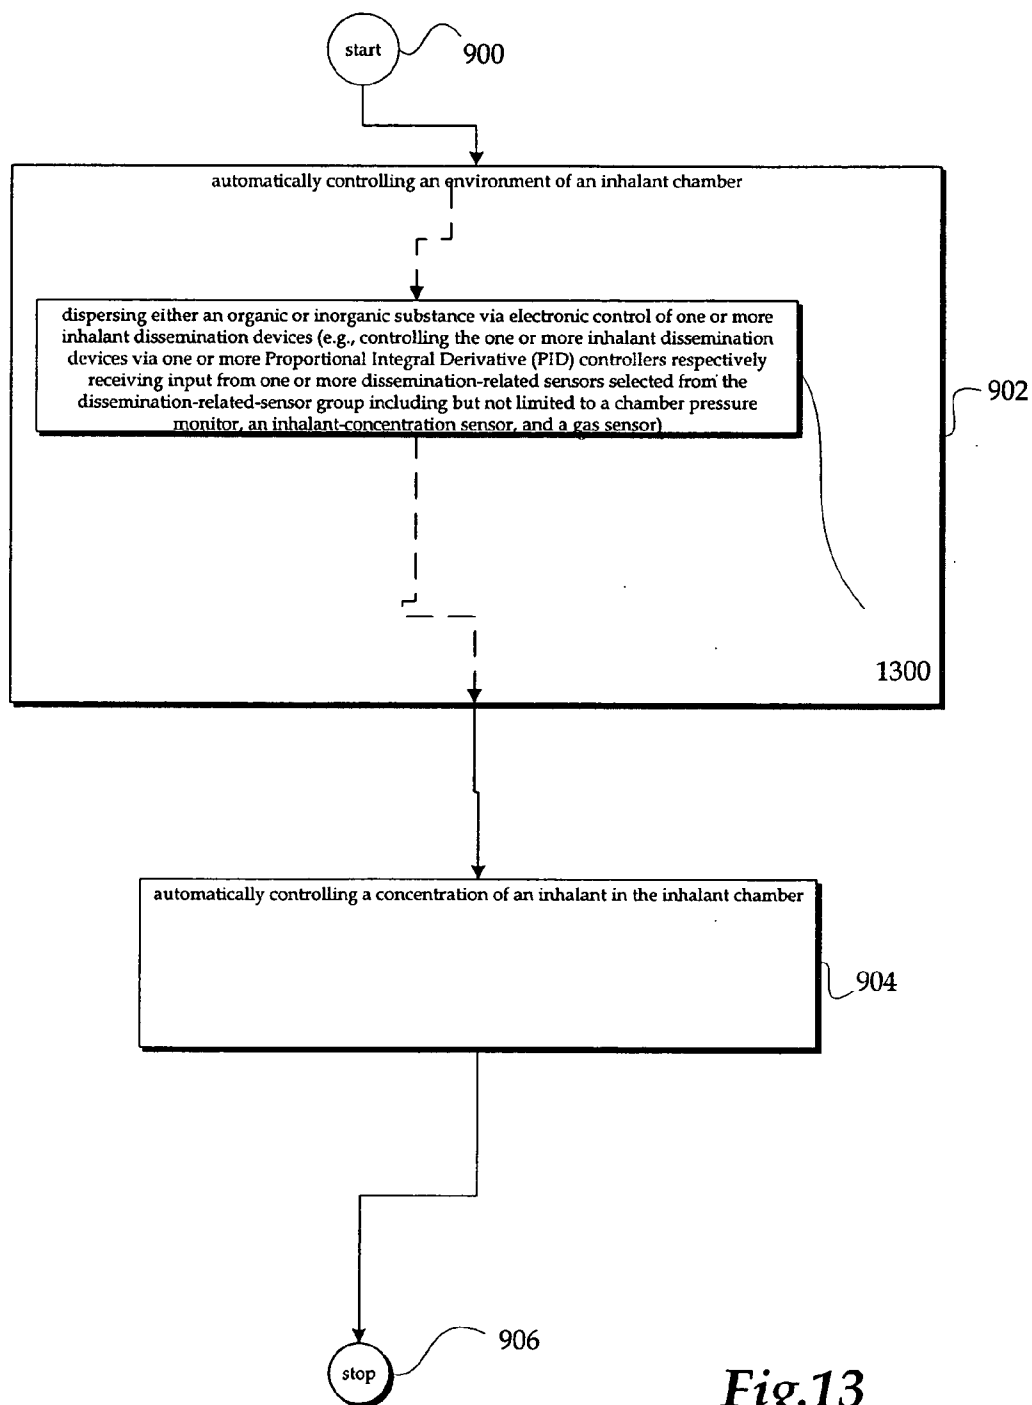 start
900
automatically controlling an environment of an inhalant chamber
dispersing either an organic or inorganic substance via electronic control of one or more
inhalant dissemination devices (e.g., controlling the one or more inhalant dissemination
devices via one or more Proportional Integral Derivative (PID) controllers respectively
receiving input from one or more dissemination-related sensors selected from the
dissemination-related-sensor group including but not limited to a chamber pressure
monitor, an inhalant-concentration sensor, and a gas sensor)
902
1300
automatically controlling a concentration of an inhalant in the inhalant chamber
904
906
stop
Fig.13